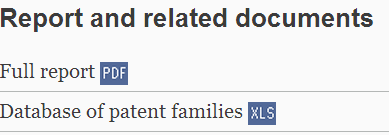 Report and related documents
Full report PDF
Database of patent families XLS